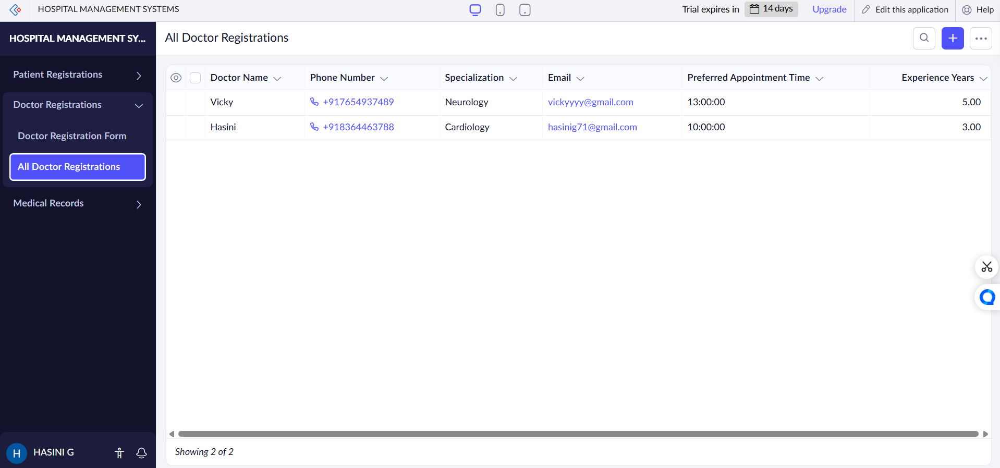 HOSPITAL MANAGEMENT SYSTEMS
Trial expires in 14 days Upgrade Edit this application Help
HOSPITAL MANAGEMENT SY...
All Doctor Registrations
Patient Registrations
Doctor Registrations
Doctor Registration Form
All Doctor Registrations
Medical Records
Doctor Name Phone Number Specialization Email Preferred Appointment Time Experience Years
Vicky +917654937489 Neurology vickyyyy@gmail.com 13:00:00 5.00
Hasini +918364463788 Cardiology hasinig71@gmail.com 10:00:00 3.00
Showing 2 of 2
H HASINI G